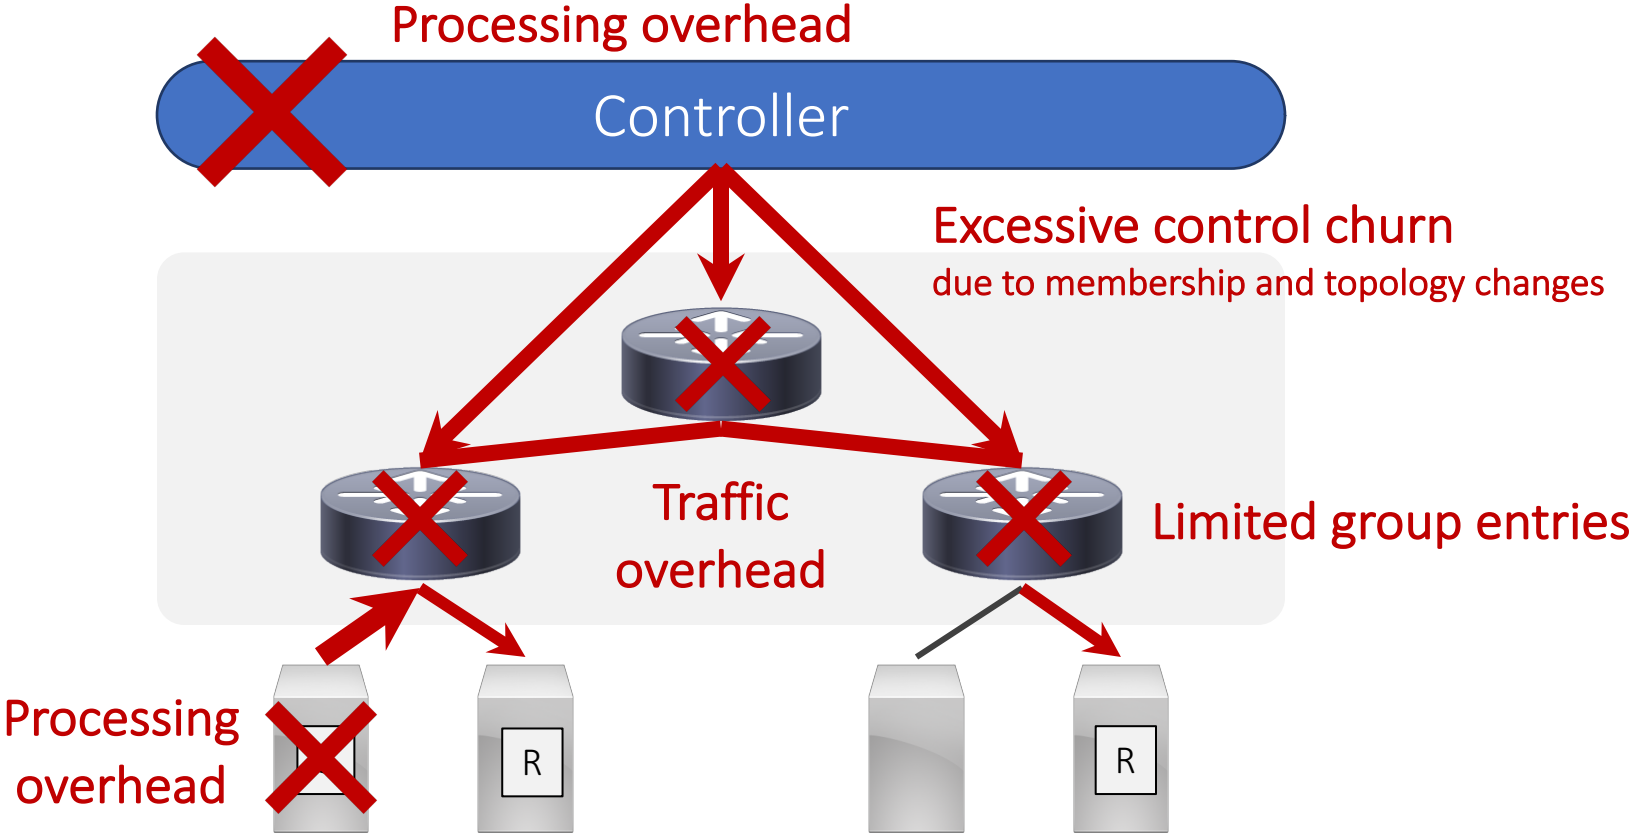 Processing overhead
Controller
Excessive control churn
due to membership and topology changes
Traffic
overhead
Limited group entries
Processing
overhead
R
R